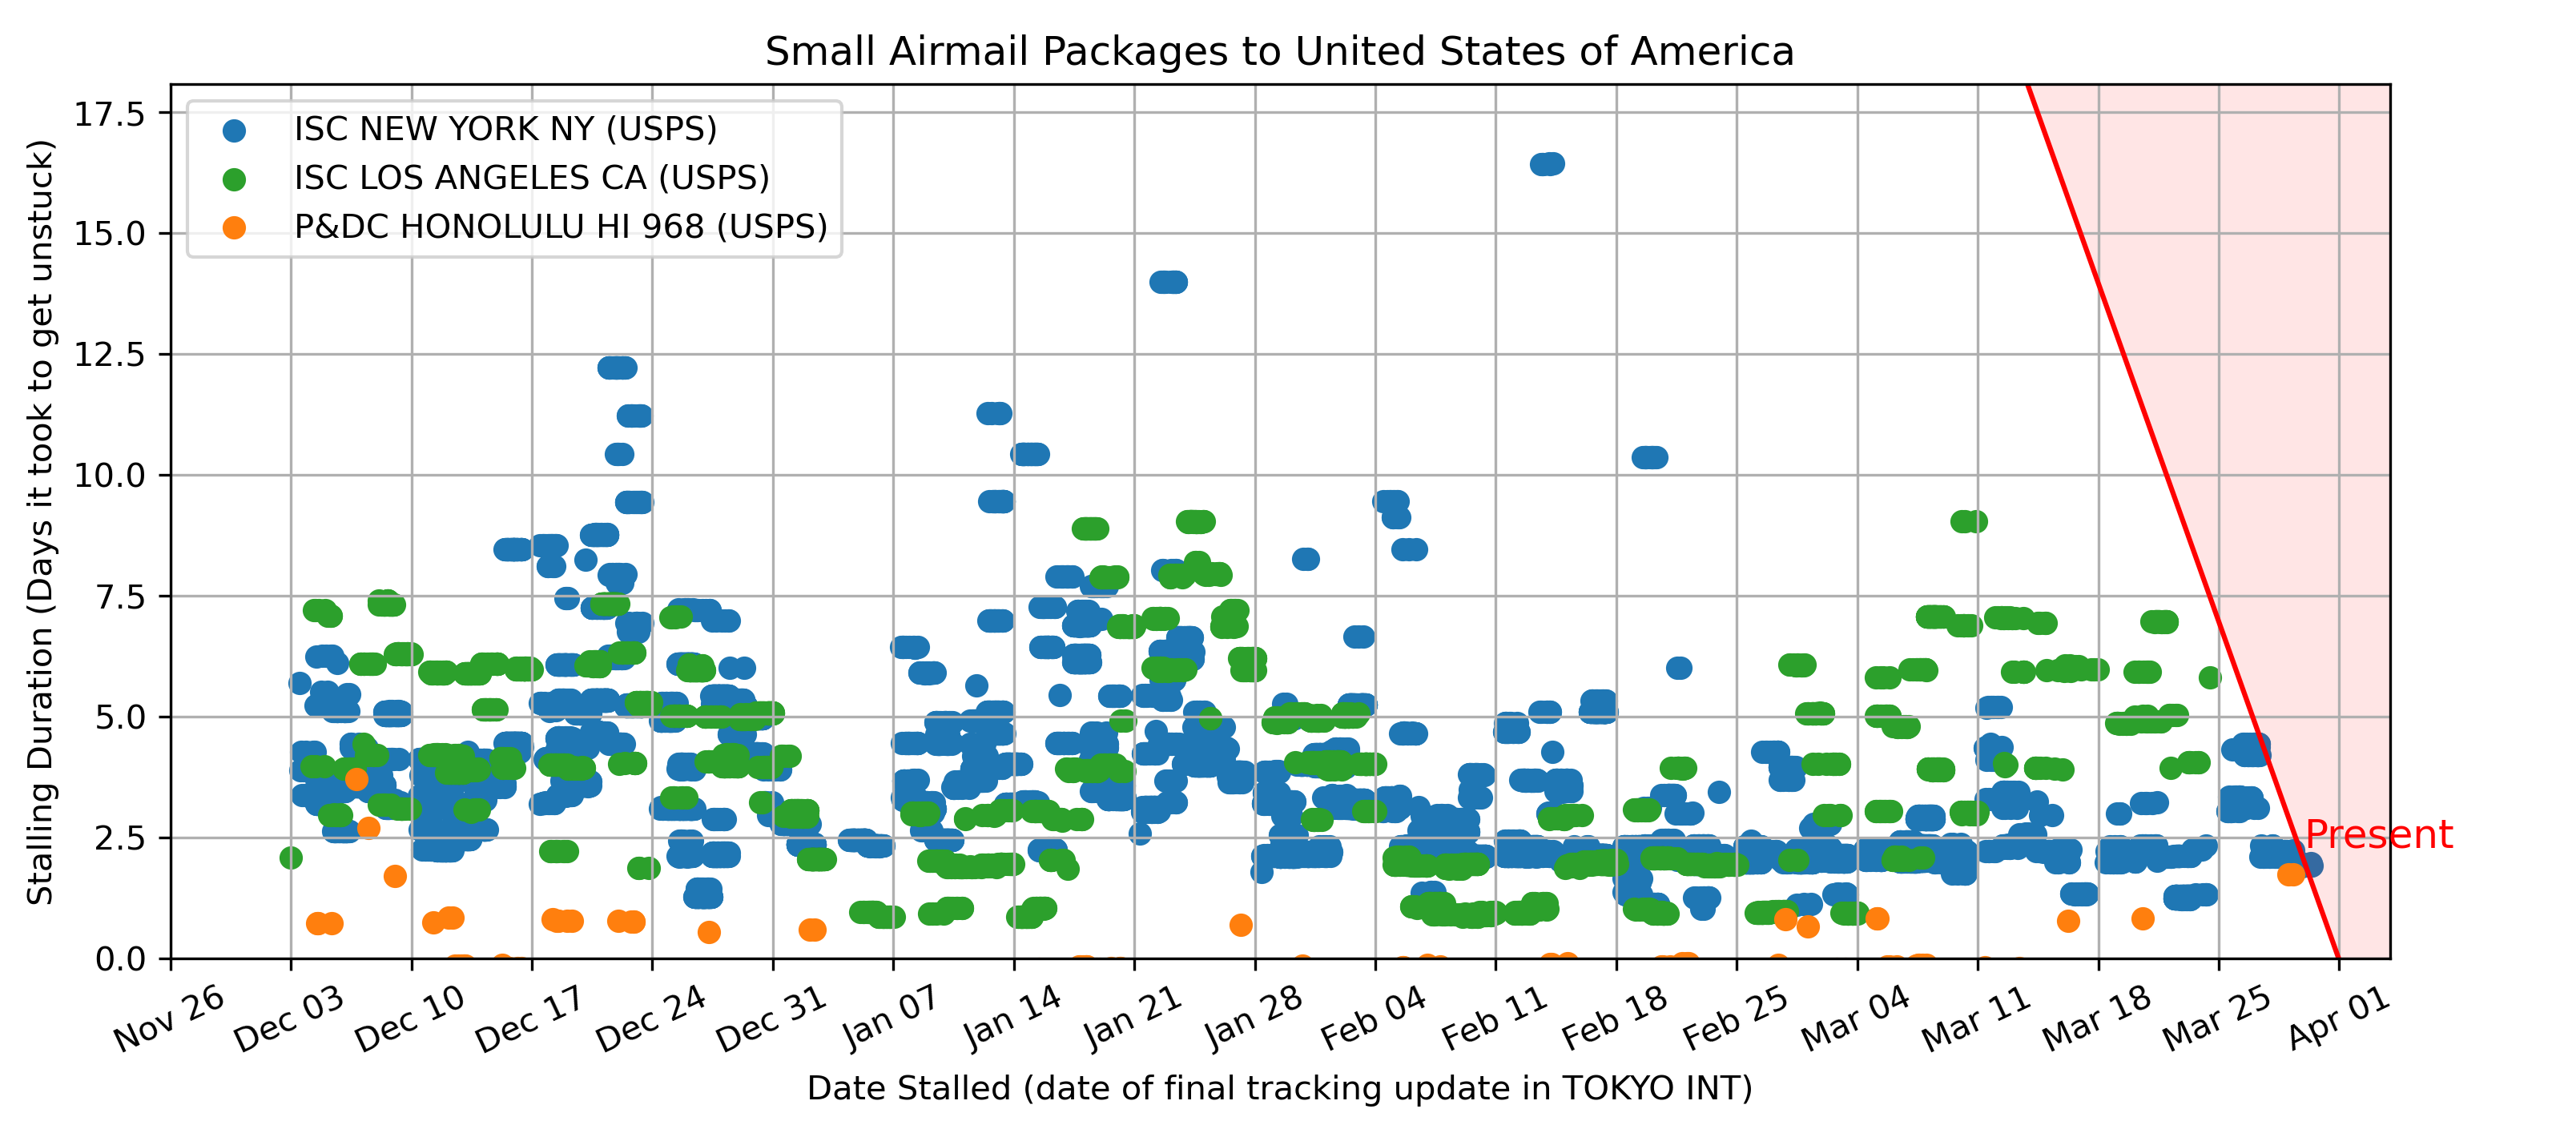 Small Airmail Packages to United States of America
Stalling Duration (Days it took to get unstuck)
17.5
15.0
12.5
10.0
7.5
5.0
2.5
0.0
ISC NEW YORK NY (USPS)
ISC LOS ANGELES CA (USPS)
P&DC HONOLULU HI 968 (USPS)
Present
Nov 26
Dec 03
Dec 10
Dec 17
Dec 24
Dec 31
Jan 07
Jan 14
Jan 21
Jan 28
Feb 04
Feb 11
Feb 18
Feb 25
Mar 04
Mar 11
Mar 18
Mar 25
Apr 01
Date Stalled (date of final tracking update in TOKYO INT)